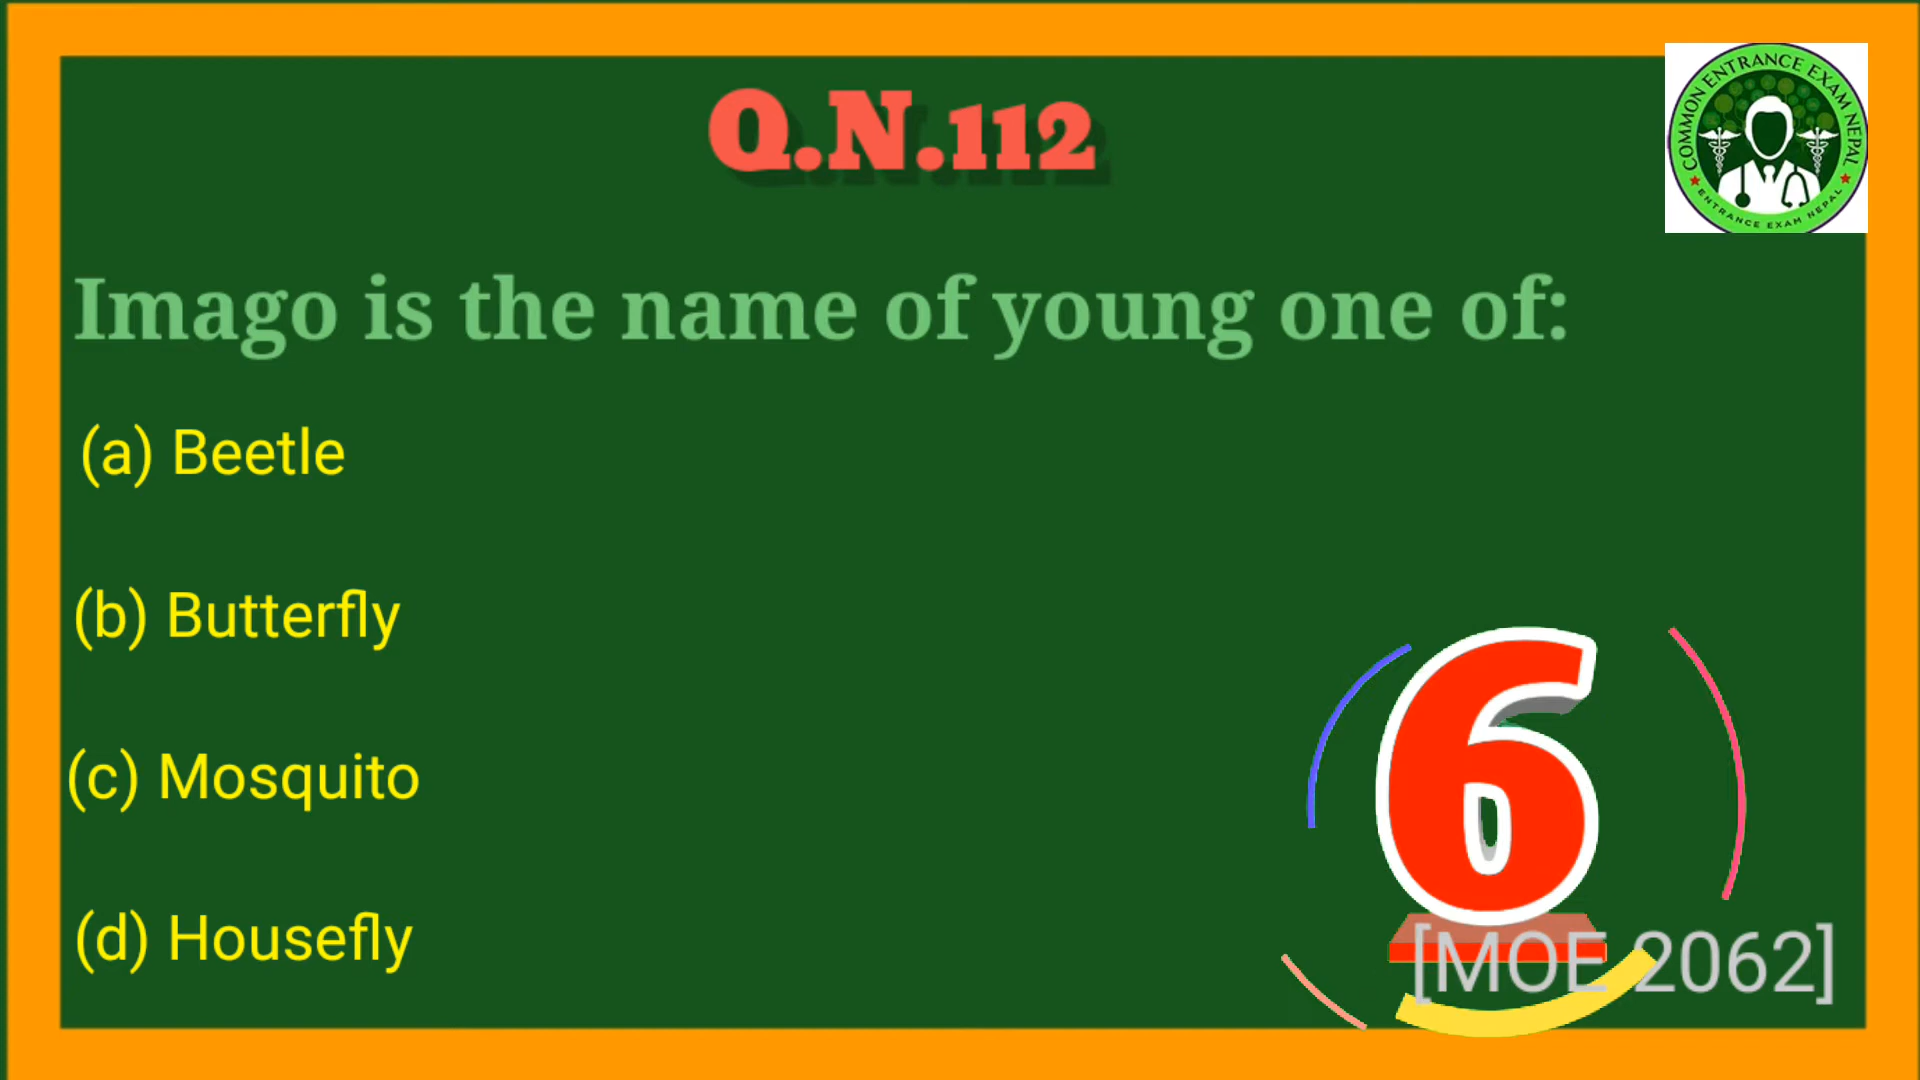 Q.N.112
COMMON ENTRANCE EXAM NEPAL
ENTRANCE EXAM NEPAL
Imago is the name of young one of:
(a) Beetle
(b) Butterfly
(c) Mosquito
(d) Housefly
6
[MOE 2062]